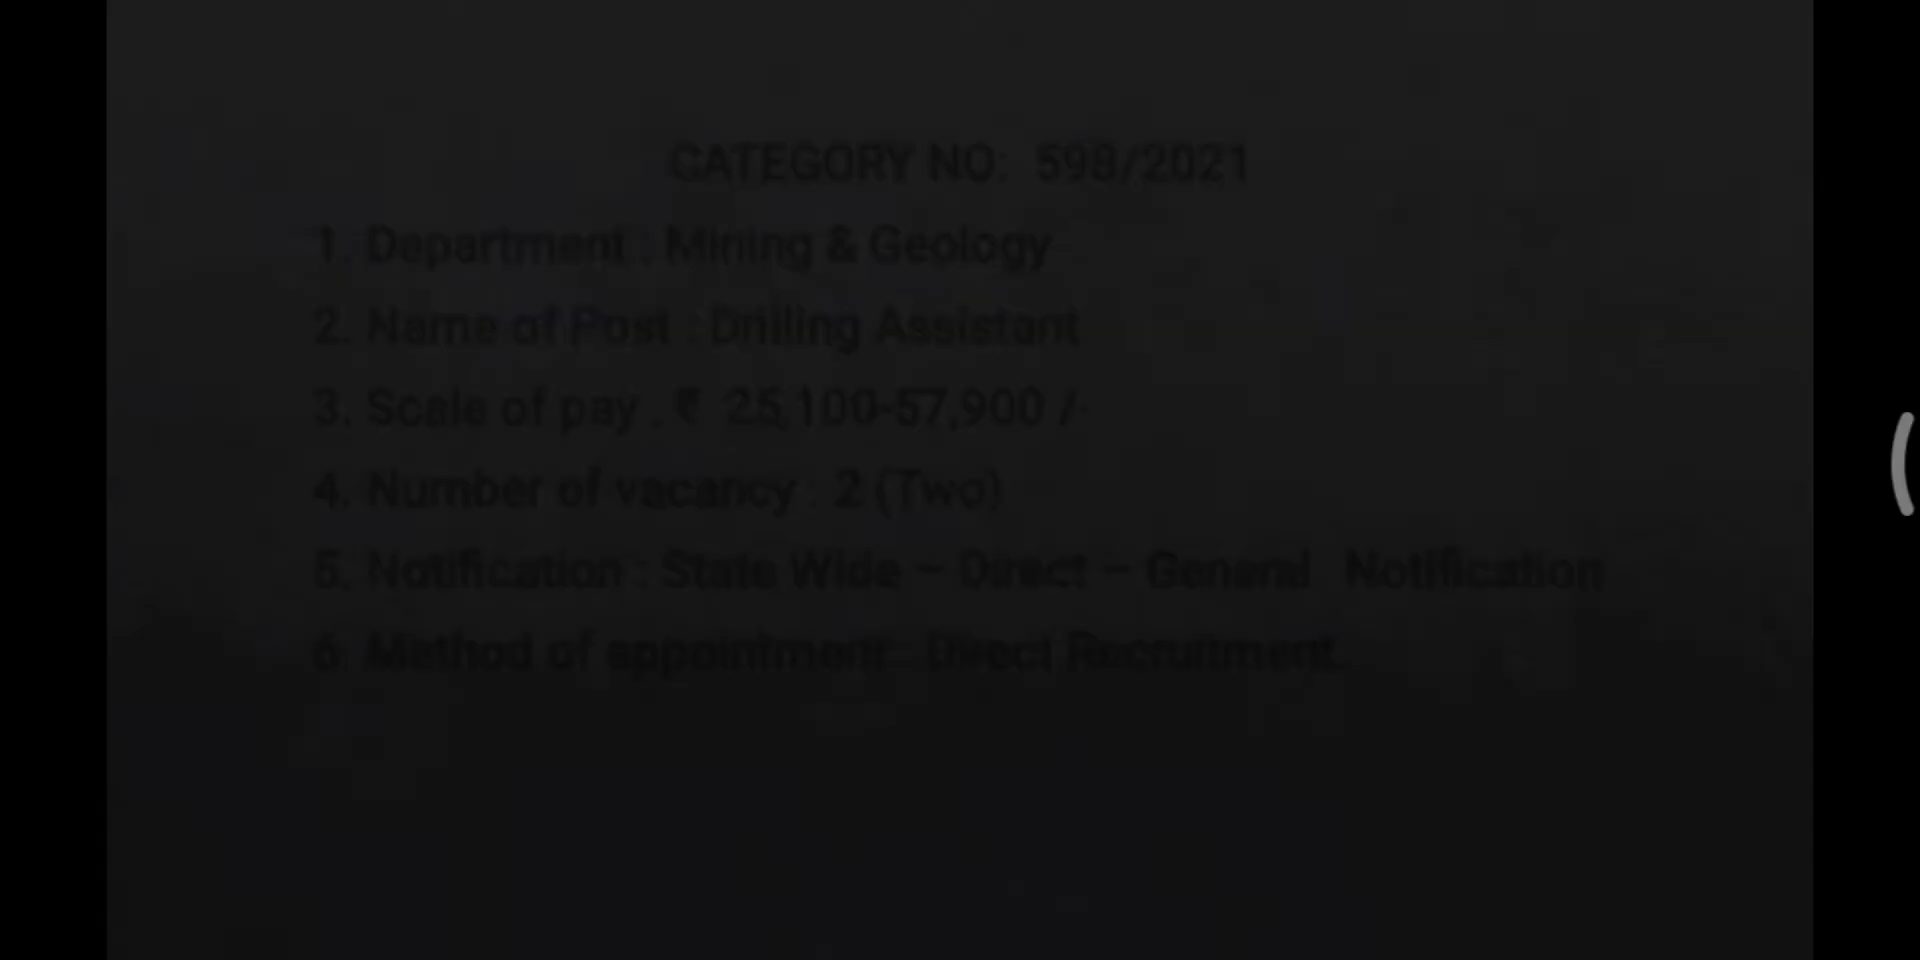 CATEGORY NO: 598/2021
1. Department : Mining & Geology
2. Name of Post : Drilling Assistant
3. Scale of pay : ₹ 25,100-57,900 /-
4. Number of vacancy : 2 (Two)
5. Notification : State Wide – Direct – General Notification
6. Method of appointment : Direct Recruitment.